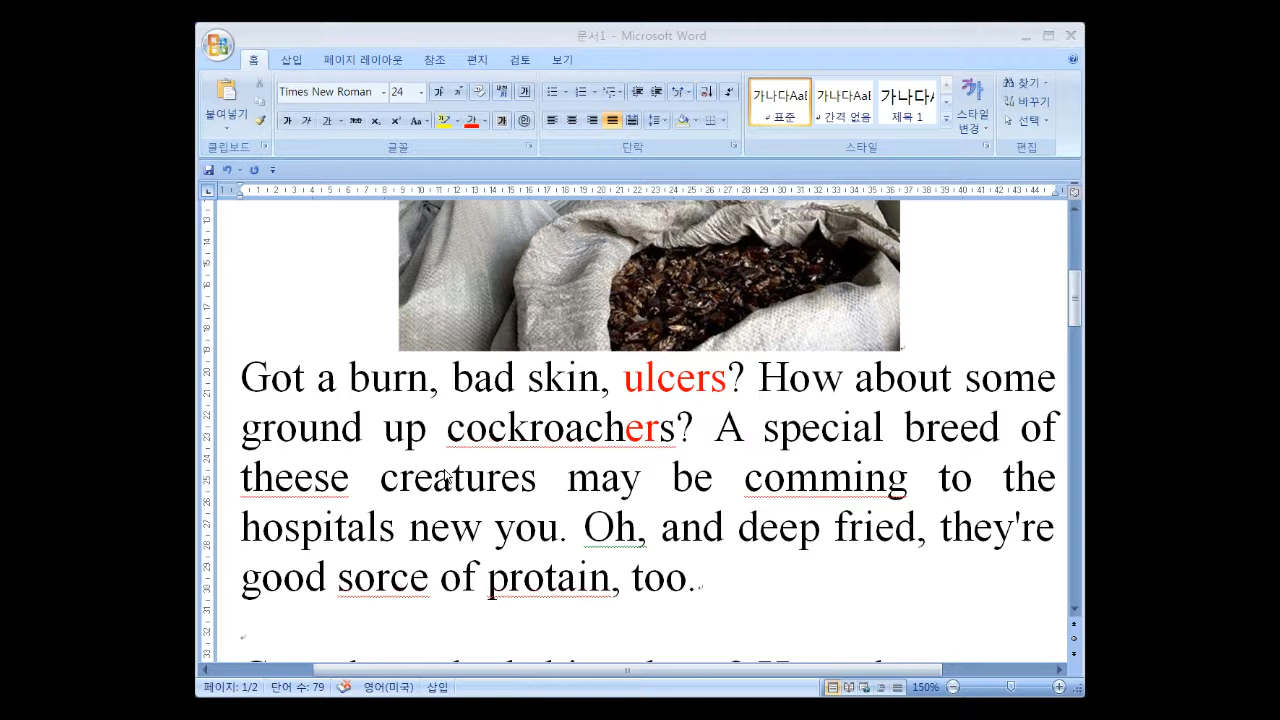 문서1 - Microsoft Word
홈 삽입 페이지 레이아웃 참조 편지 검토 보기
붙여넣기
Times New Roman 24
가나다AaB 가나다AaB 가나다A
표준 간격 없음 제목 1
스타일 변경
찾기
바꾸기
선택
클립보드 글꼴 단락 스타일 편집
Got a burn, bad skin, ulcers? How about some
ground up cockroachers? A special breed of
theese creatures may be comming to the
hospitals new you. Oh, and deep fried, they're
good sorce of protain, too.
페이지: 1/2 단어 수: 79 영어(미국) 삽입 150%